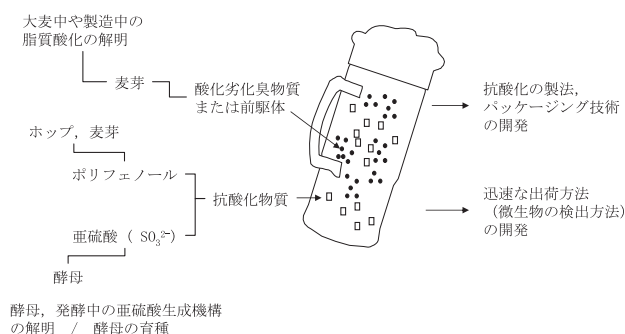 大麦中や製造中の
脂質酸化の解明
麦芽
酸化劣化臭物質
または前駆体
ホップ，麦芽
ポリフェノール
抗酸化物質
亜硫酸（ SO₃²⁻）
酵母
酵母，発酵中の亜硫酸生成機構
の解明　/　酵母の育種
抗酸化の製法，
パッケージング技術
の開発
迅速な出荷方法
（微生物の検出方法）
の開発